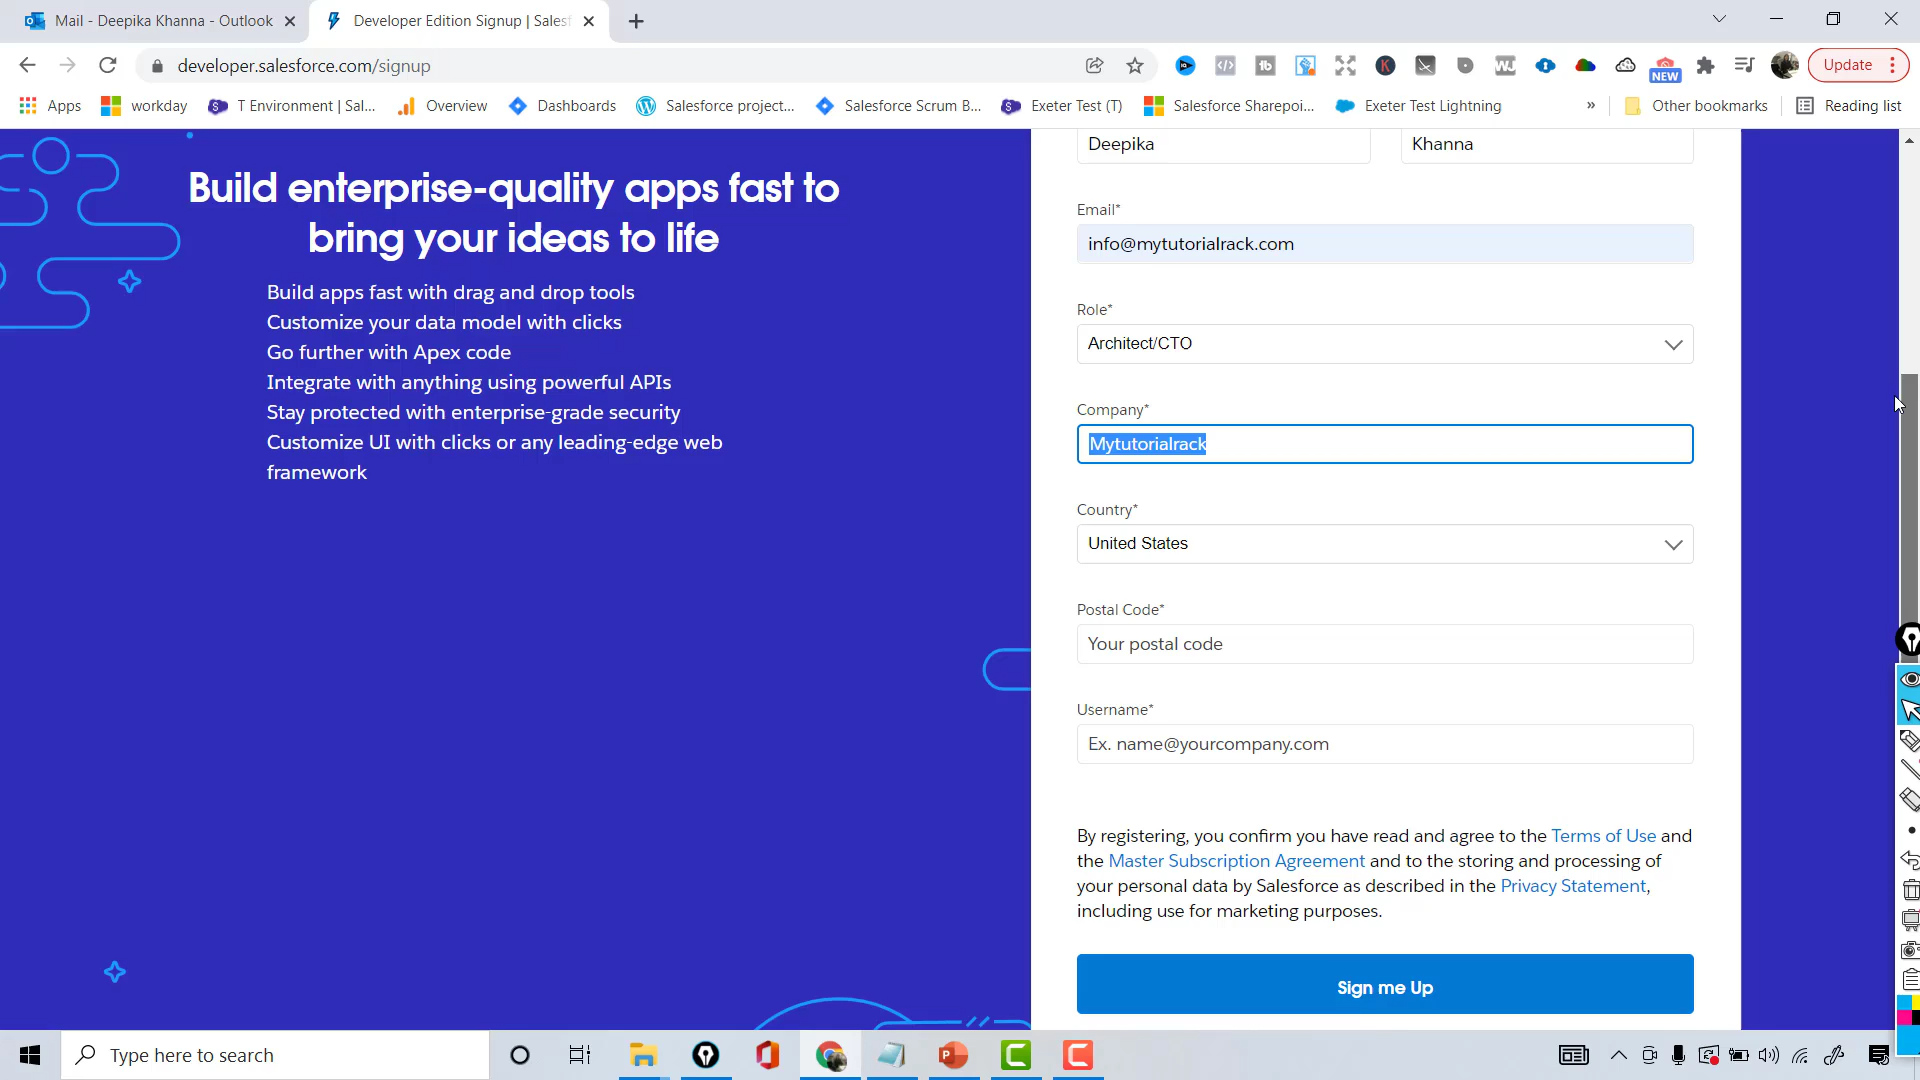 Mail - Deepika Khanna - Outlook
Developer Edition Signup | Salesf
developer.salesforce.com/signup
NEW
Update
Apps
workday
T Environment | Sal...
Overview
Dashboards
Salesforce project...
Salesforce Scrum B...
Exeter Test (T)
Salesforce Sharepoi...
Exeter Test Lightning
»
Other bookmarks
Reading list
Build enterprise-quality apps fast to
bring your ideas to life
Build apps fast with drag and drop tools
Customize your data model with clicks
Go further with Apex code
Integrate with anything using powerful APIs
Stay protected with enterprise-grade security
Customize UI with clicks or any leading-edge web
framework
Deepika
Khanna
Email*
info@mytutorialrack.com
Role*
Architect/CTO
Company*
Mytutorialrack
Country*
United States
Postal Code*
Your postal code
Username*
Ex. name@yourcompany.com
By registering, you confirm you have read and agree to the Terms of Use and
the Master Subscription Agreement and to the storing and processing of
your personal data by Salesforce as described in the Privacy Statement,
including use for marketing purposes.
Sign me Up
Type here to search